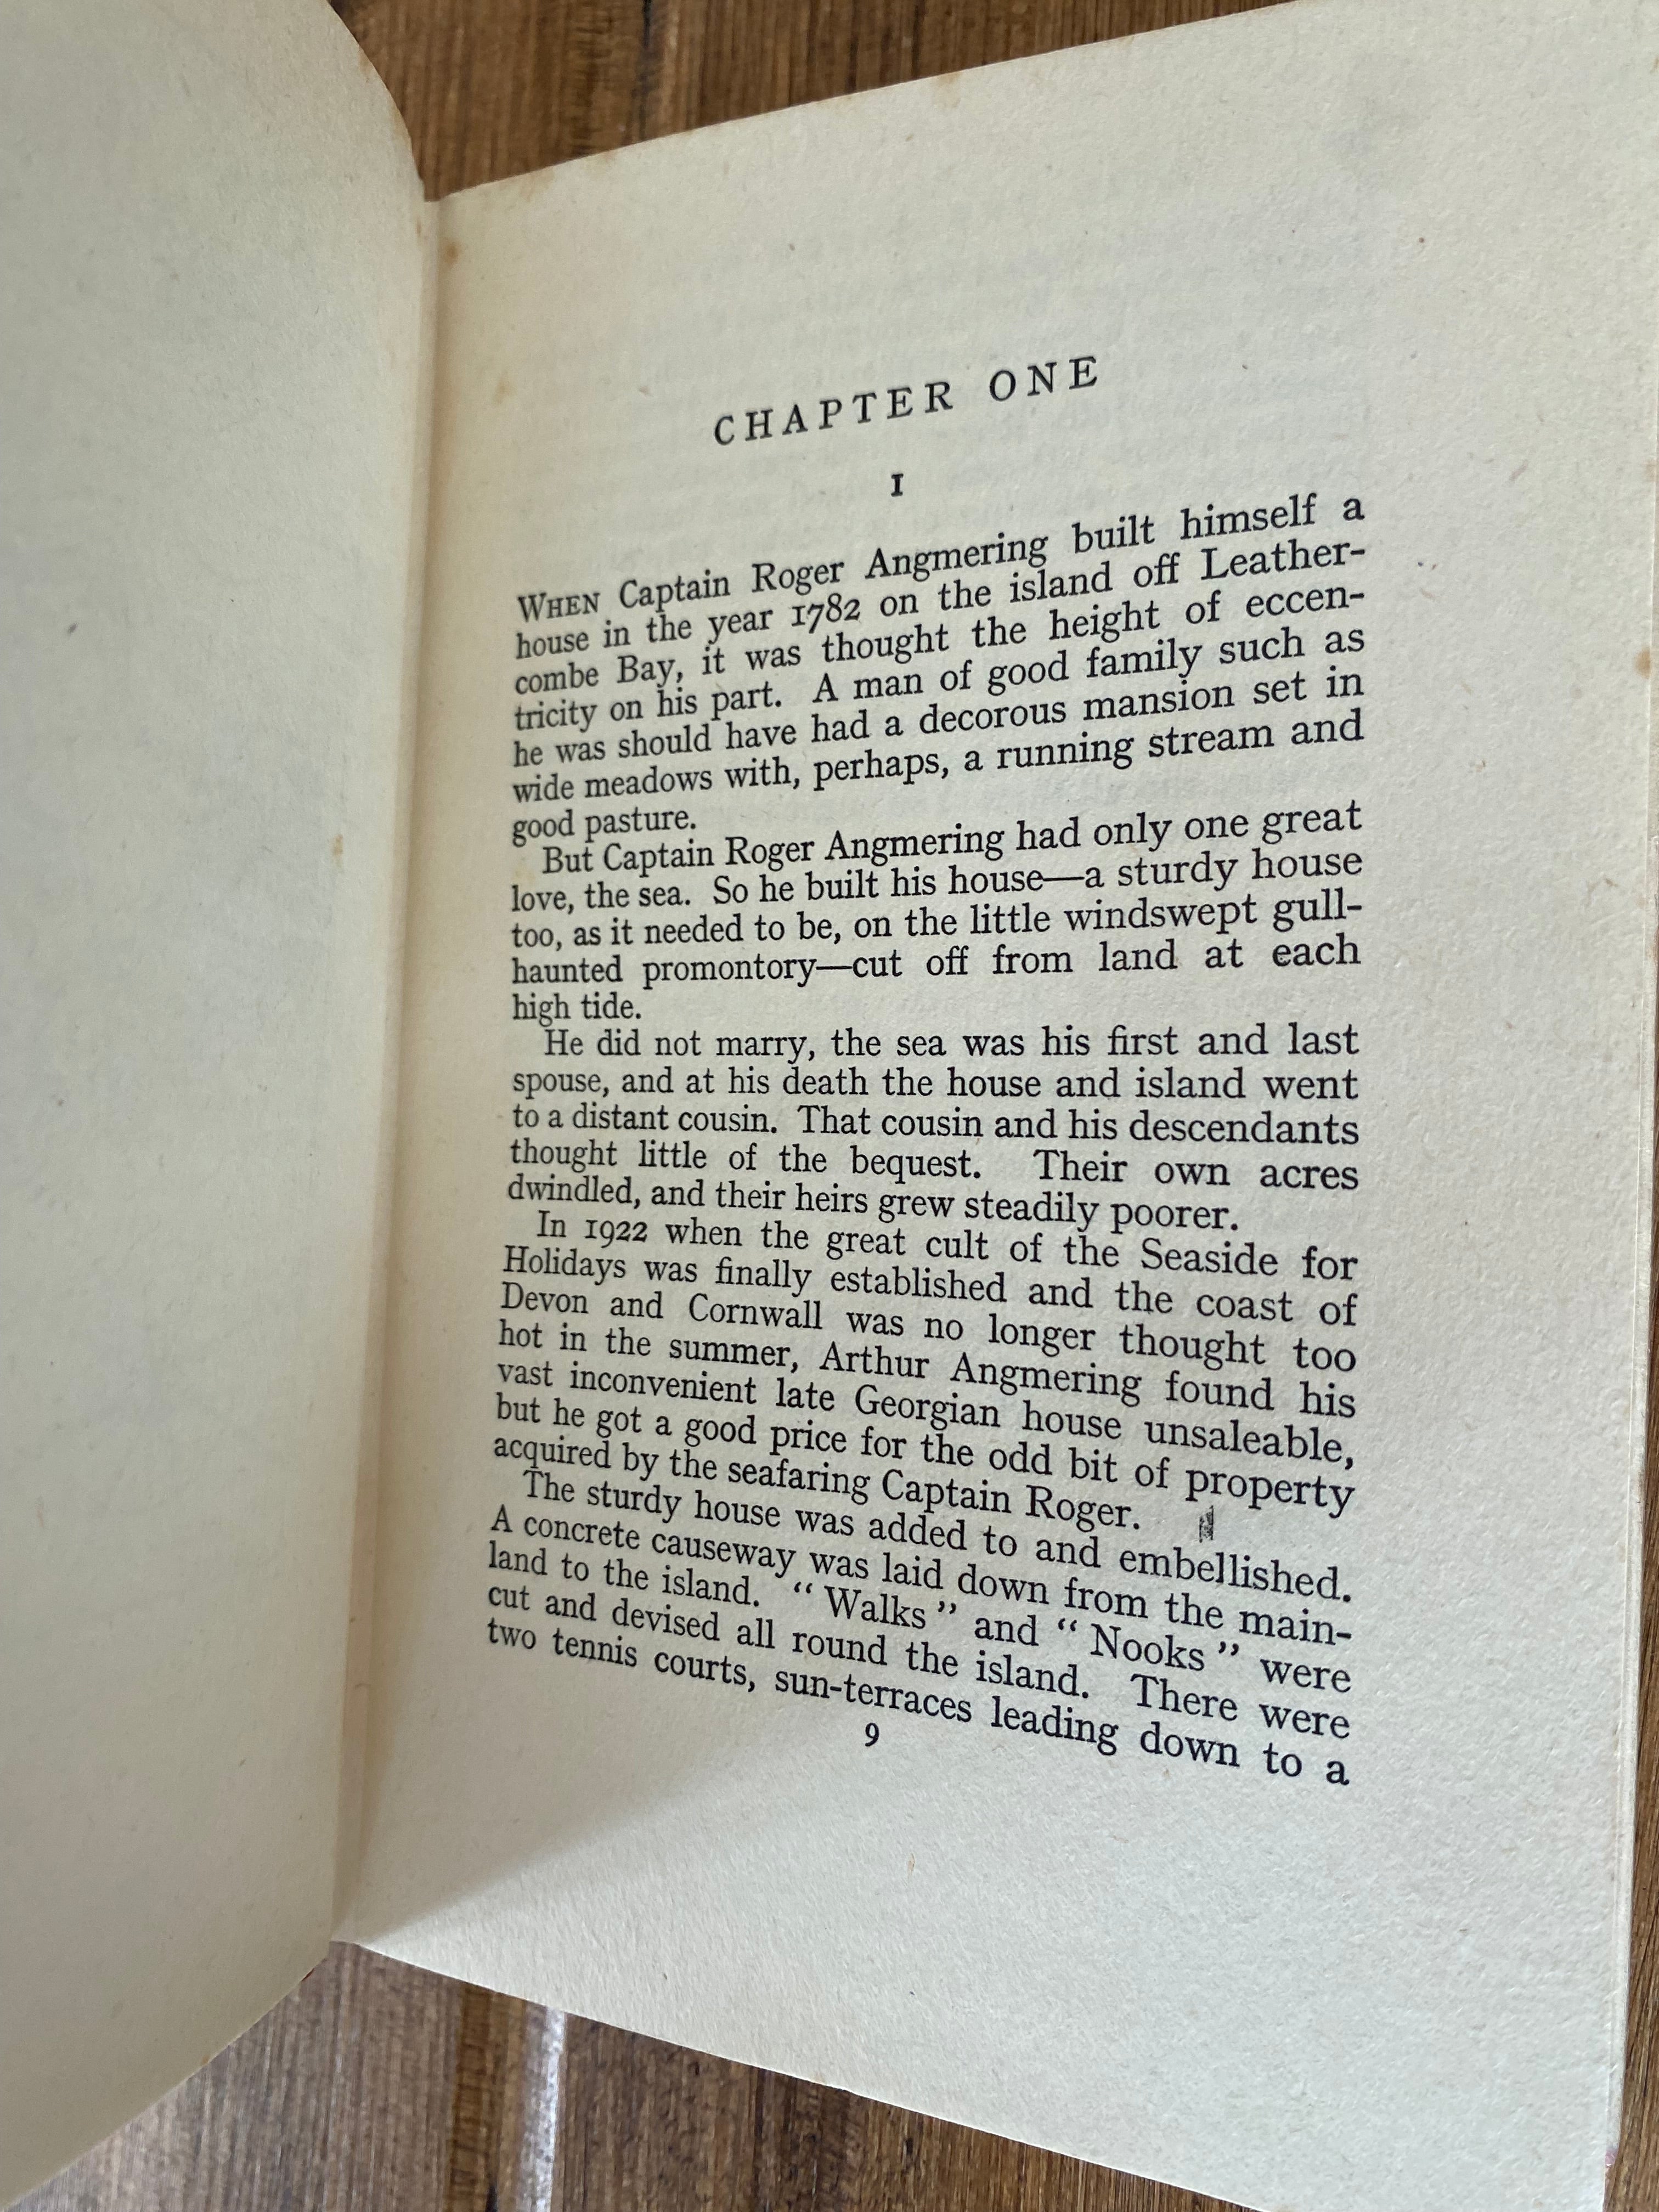 CHAPTER ONE
I
WHEN Captain Roger Angmering built himself a
house in the year 1782 on the island off Leather-
combe Bay, it was thought the height of eccen-
tricity on his part. A man of good family such as
he was should have had a decorous mansion set in
wide meadows with, perhaps, a running stream and
good pasture.
But Captain Roger Angmering had only one great
love, the sea. So he built his house—a sturdy house
too, as it needed to be, on the little windswept gull-
haunted promontory—cut off from land at each
high tide.
He did not marry, the sea was his first and last
spouse, and at his death the house and island went
to a distant cousin. That cousin and his descendants
thought little of the bequest. Their own acres
dwindled, and their heirs grew steadily poorer.
In 1922 when the great cult of the Seaside for
Holidays was finally established and the coast of
Devon and Cornwall was no longer thought too
hot in the summer, Arthur Angmering found his
vast inconvenient late Georgian house unsaleable,
but he got a good price for the odd bit of property
acquired by the seafaring Captain Roger.
The sturdy house was added to and embellished.
A concrete causeway was laid down from the main-
land to the island. “ Walks ” and “ Nooks ” were
cut and devised all round the island. There were
two tennis courts, sun-terraces leading down to a
9